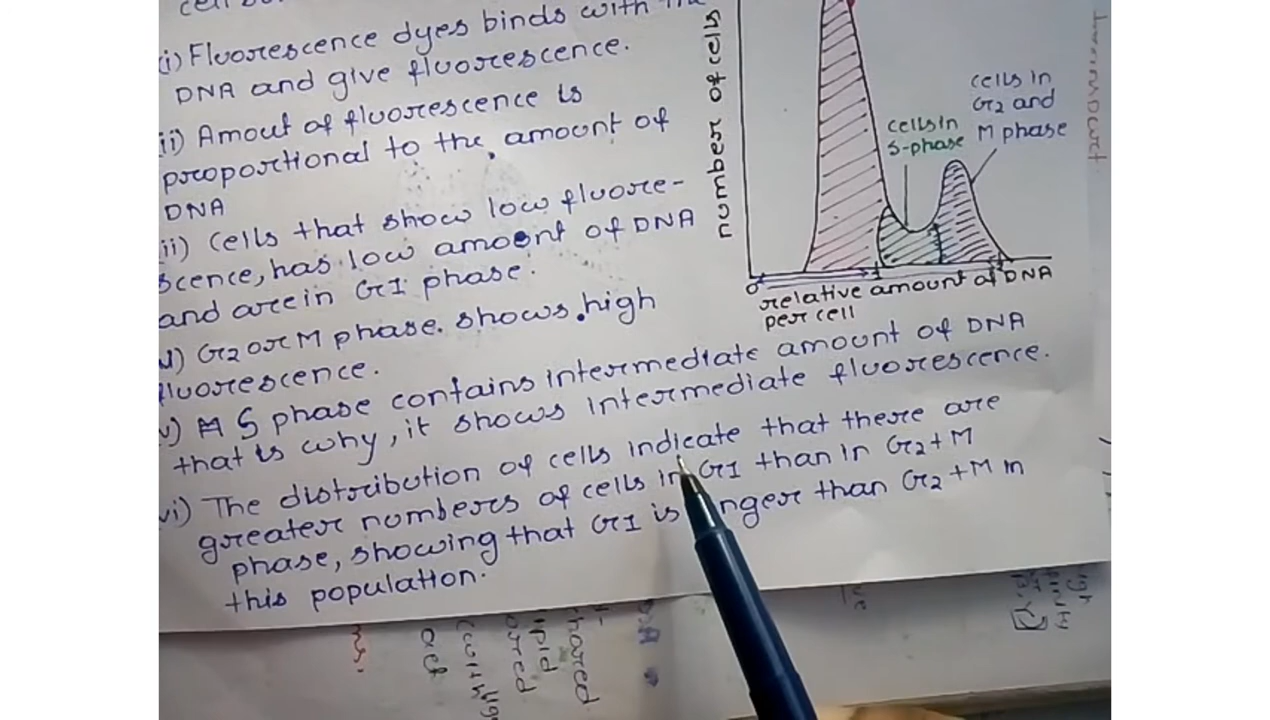 i) Fluorescence dyes binds with the
DNA and give fluorescence.
ii) Amout of fluorescence is
proportional to the amount of
DNA
ii) Cells that show low fluore-
scence, has low amount of DNA
and are in G1 phase.
v) G2 or M phase. shows high
fluorescence.
v) S phase contains intermediate amount of DNA
that is why, it shows intermediate fluorescence.
vi) The distribution of cells indicate that there are
greater numbers of cells in G1 than in G2+M
phase, showing that G1 is longer than G2+M in
this population.
number of cells
cells in
S-phase
cells in
G2 and
M phase
0
relative amount of DNA
per cell